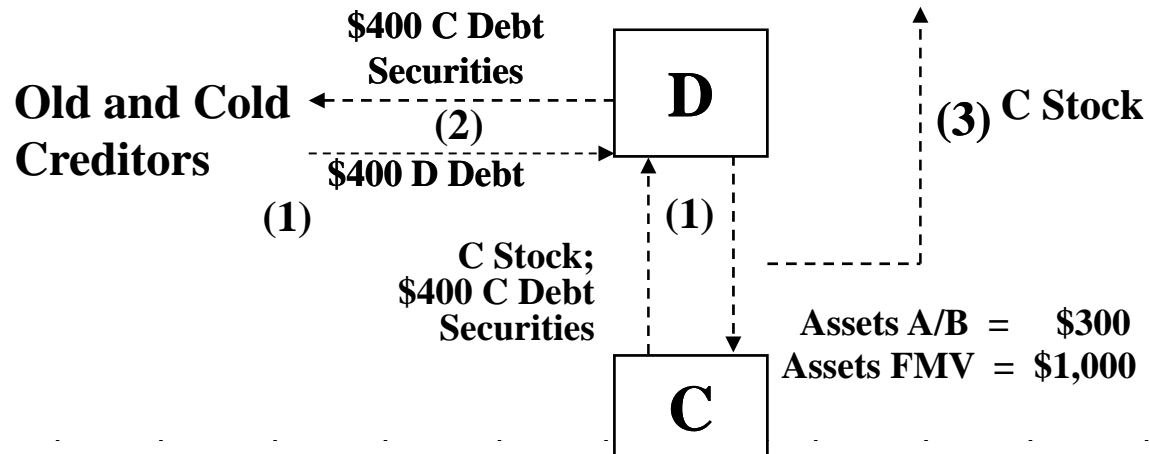 $400 C Debt
Securities
Old and Cold
Creditors
(2)
$400 D Debt
(1)
D
(3) C Stock
(1)
C Stock;
$400 C Debt
Securities
Assets A/B = $300
Assets FMV = $1,000
C